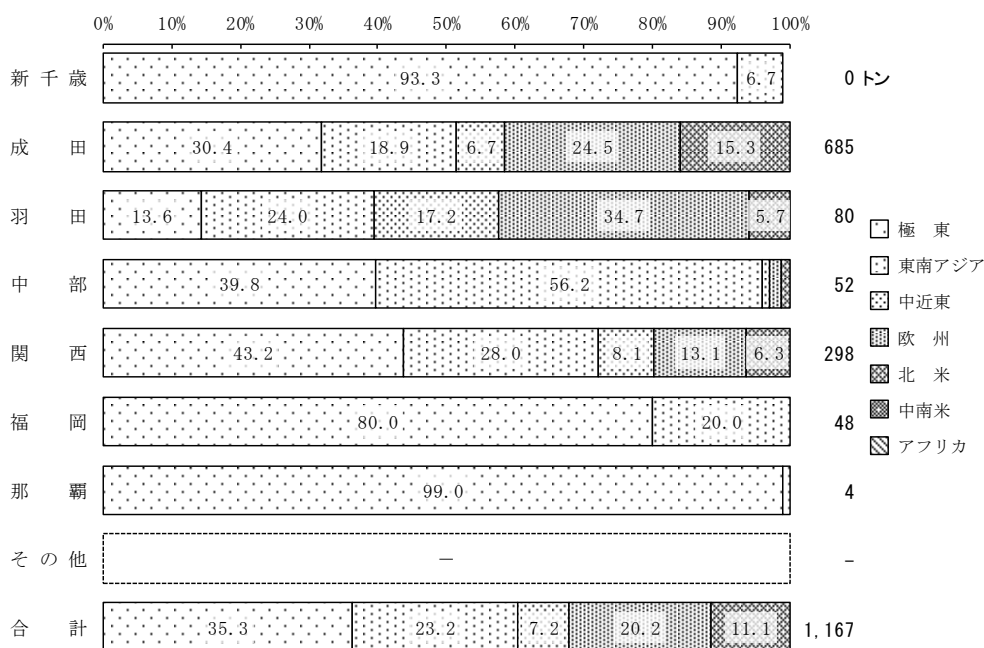 0% 10% 20% 30% 40% 50% 60% 70% 80% 90% 100%
新千歳 93.3 6.7 0 トン
成田 30.4 18.9 6.7 24.5 15.3 685
羽田 13.6 24.0 17.2 34.7 5.7 80
中部 39.8 56.2 52
関西 43.2 28.0 8.1 13.1 6.3 298
福岡 80.0 20.0 48
那覇 99.0 4
その他 － －
合計 35.3 23.2 7.2 20.2 11.1 1,167
極東
東南アジア
中近東
欧州
北米
中南米
アフリカ